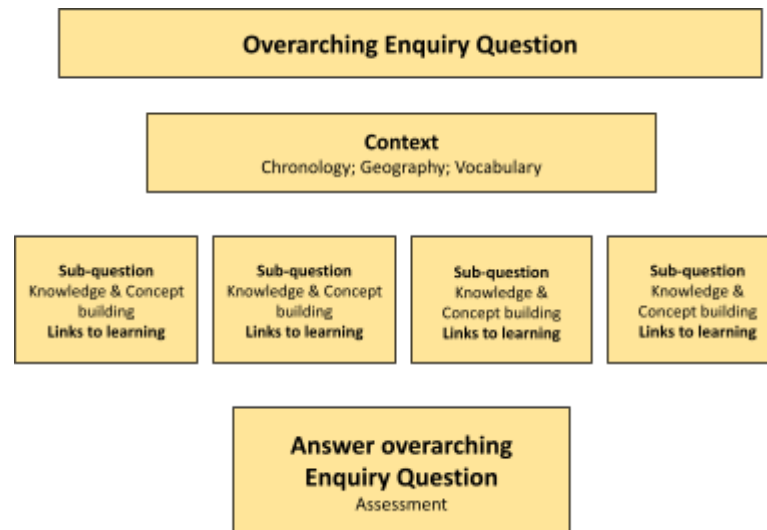 Overarching Enquiry Question
Context
Chronology; Geography; Vocabulary
Sub-question
Knowledge & Concept
building
Links to learning
Sub-question
Knowledge & Concept
building
Links to learning
Sub-question
Knowledge &
Concept building
Links to learning
Sub-question
Knowledge &
Concept building
Links to learning
Answer overarching
Enquiry Question
Assessment